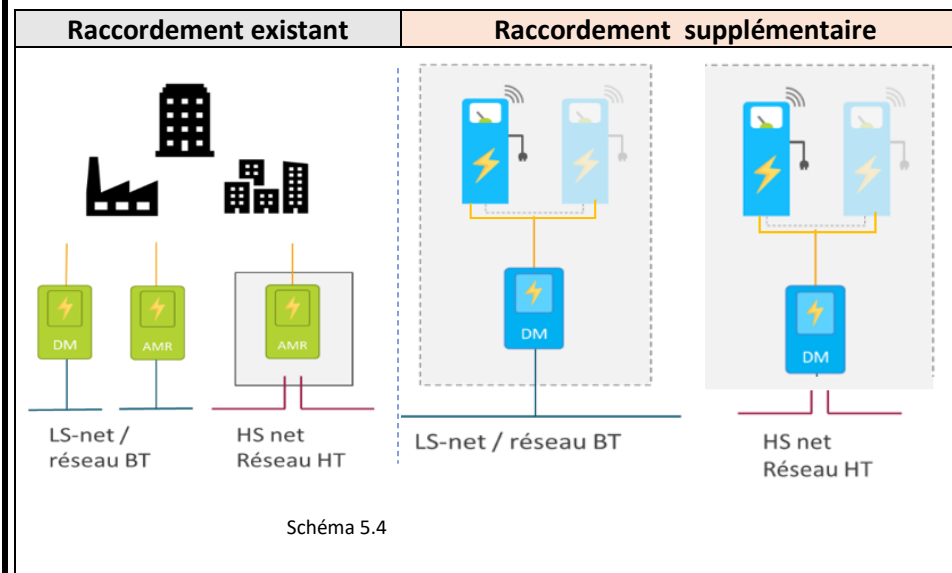 Raccordement existant
Raccordement supplémentaire
DM
AMR
AMR
LS-net /
réseau BT
HS net
Réseau HT
DM
LS-net / réseau BT
DM
HS net
Réseau HT
Schéma 5.4